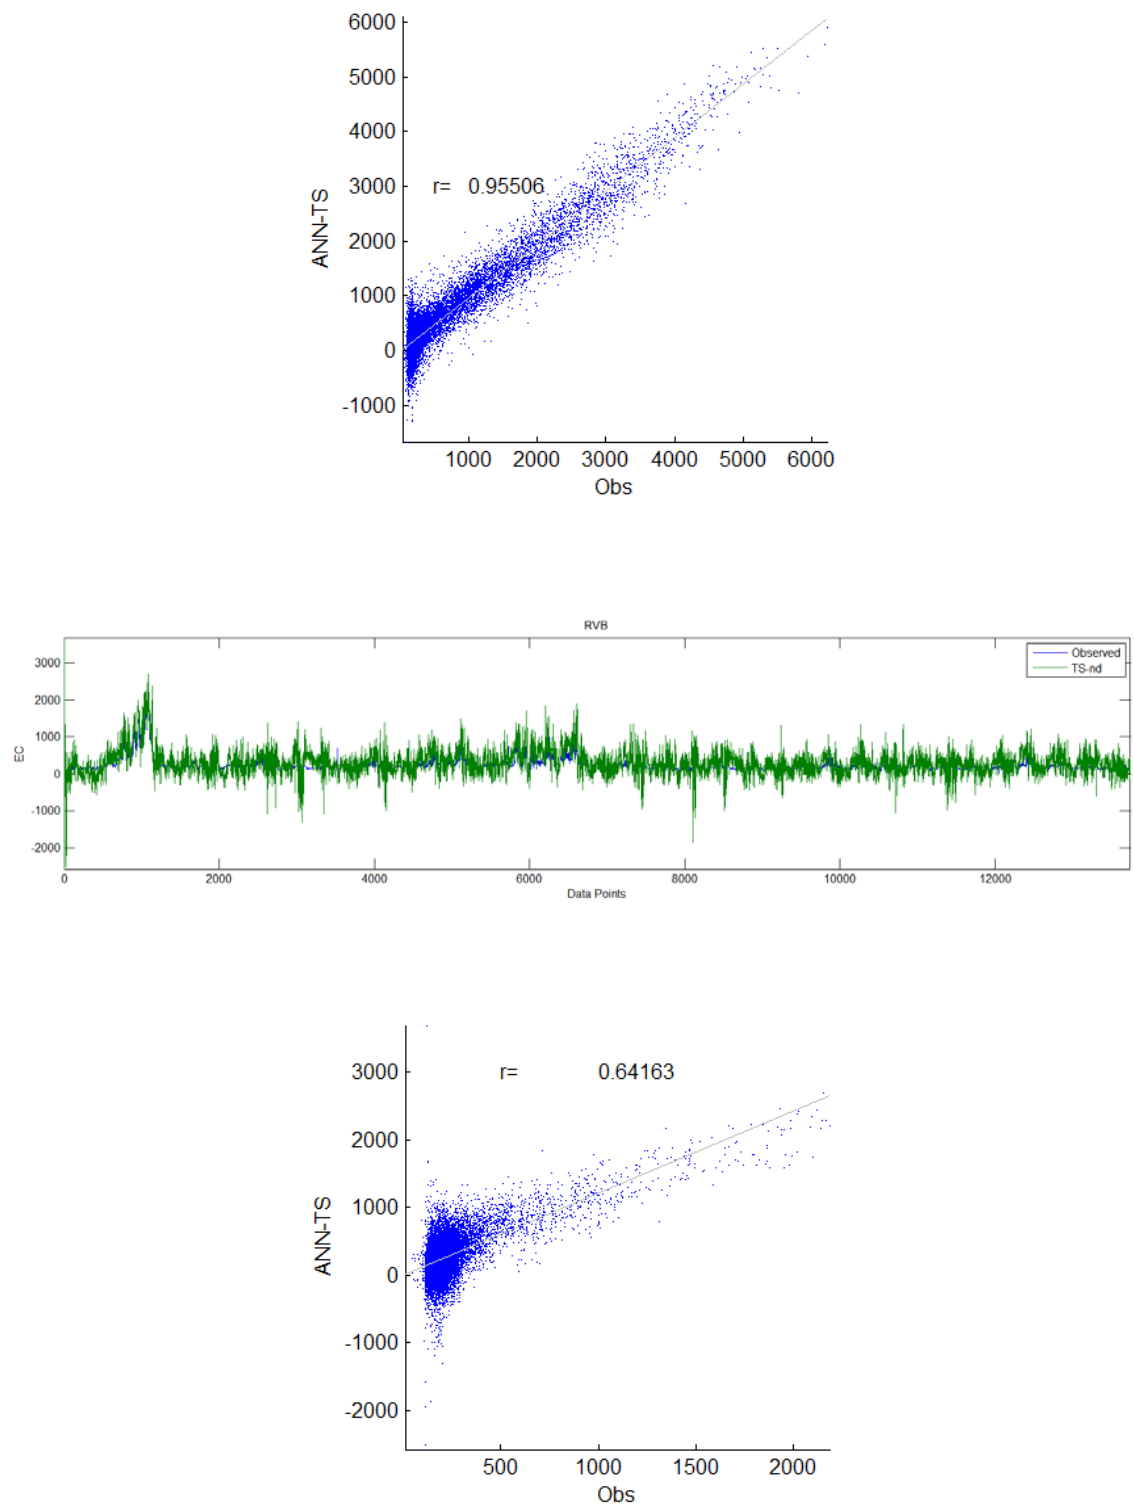 6000
5000
4000
3000
2000
1000
0
-1000
ANN-TS
r= 0.95506
1000 2000 3000 4000 5000 6000
Obs
RVB
3000
2000
1000
0
-1000
-2000
EC
Observed
TS-nd
0 2000 4000 6000 8000 10000 12000
Data Points
3000
2000
1000
0
-1000
-2000
ANN-TS
r= 0.64163
500 1000 1500 2000
Obs